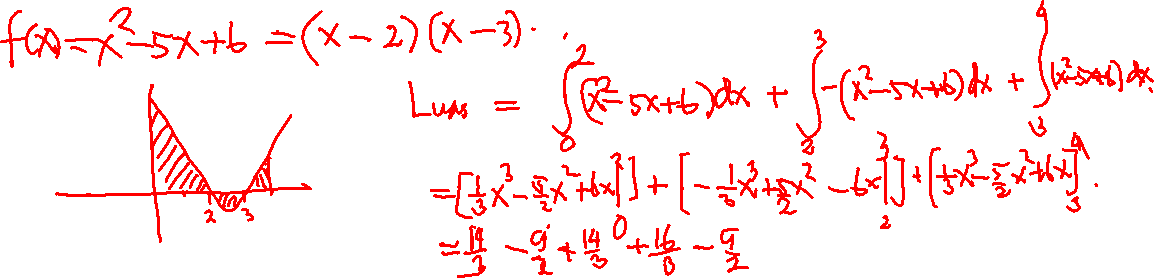 f(x) = x² - 5x + 6 = (x - 2)(x - 3).
Luas = ∫₀² (x² - 5x + 6) dx + ∫₂³ -(x² - 5x + 6) dx + ∫₃⁴ (x² - 5x + 6) dx.
= [1/3 x³ - 5/2 x² + 6x]₀² + [-1/3 x³ + 5/2 x² - 6x]₂³ + [1/3 x³ - 5/2 x² + 6x]₃⁴.
2 3
= 14/3 - 9/2 + 14/3 + 16/3 - 9/2